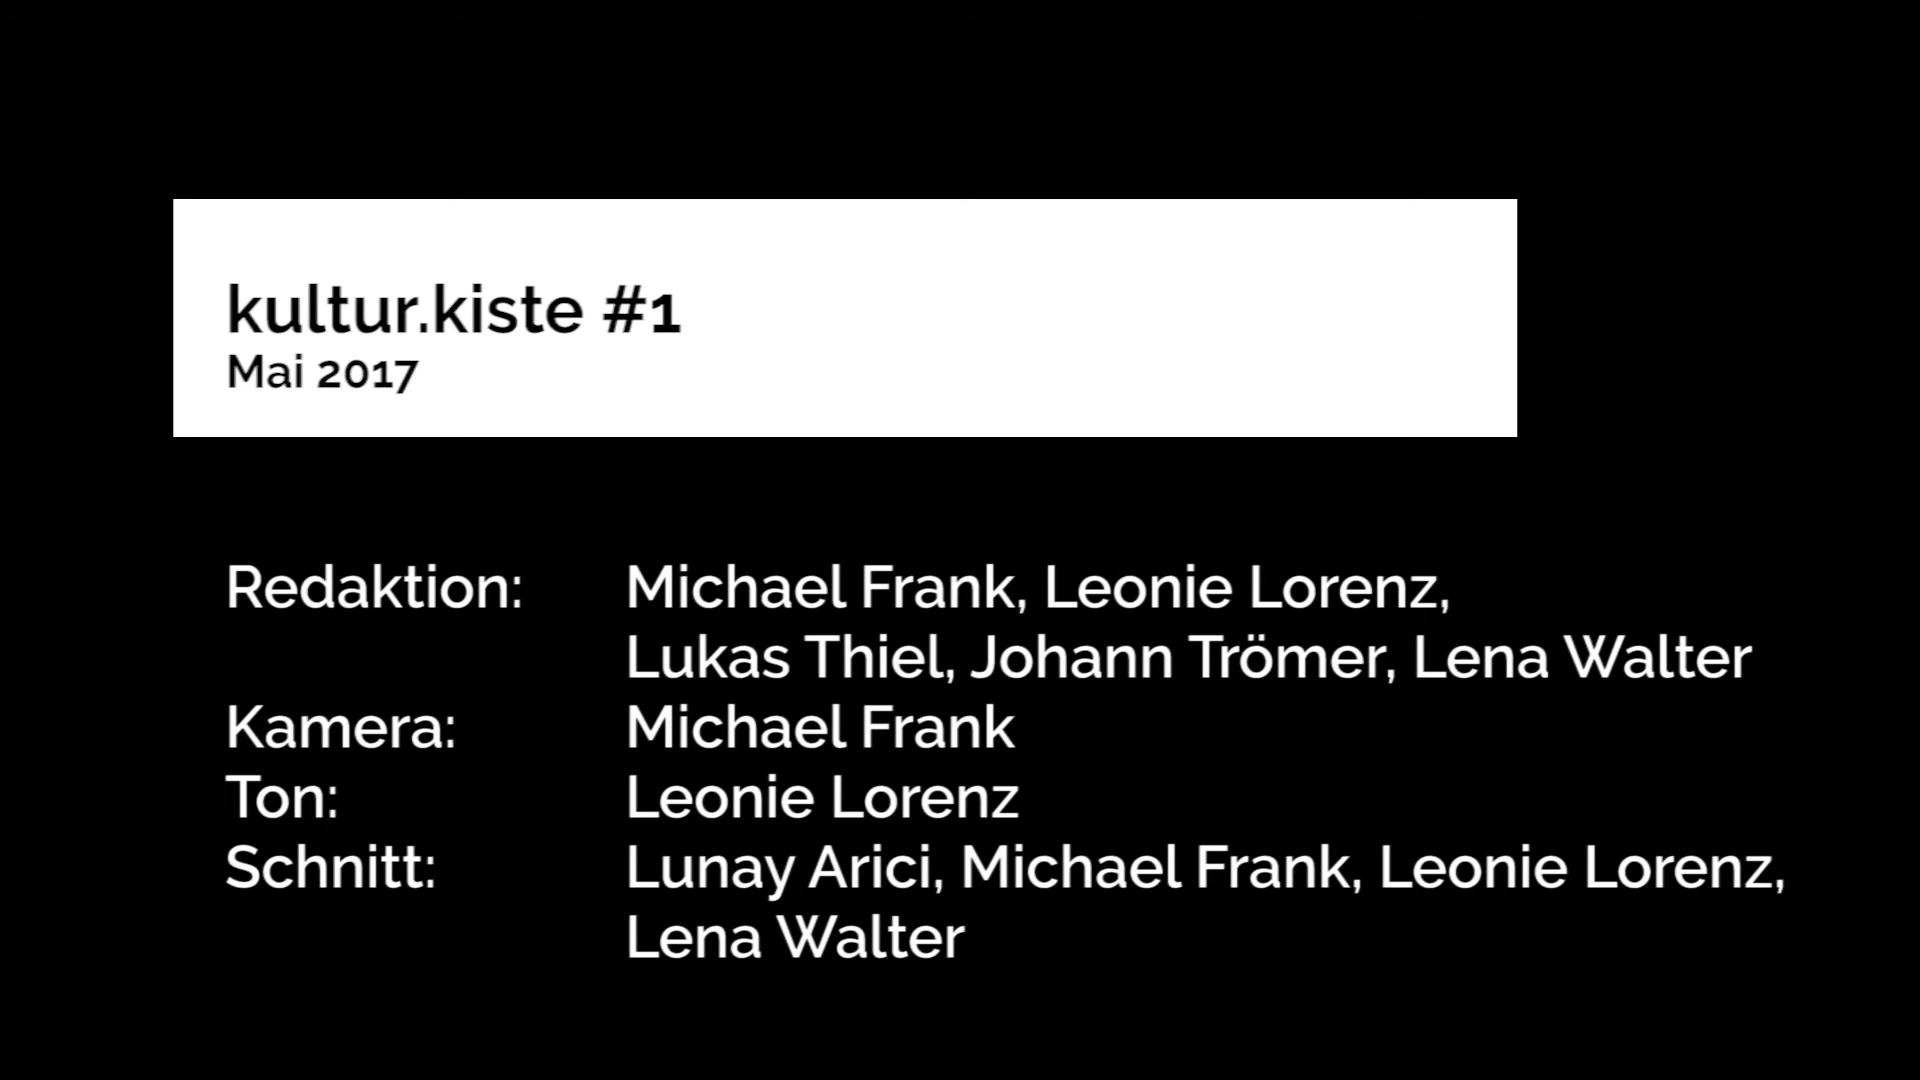 kultur.kiste #1
Mai 2017
Redaktion: Michael Frank, Leonie Lorenz,
Lukas Thiel, Johann Trömer, Lena Walter
Kamera: Michael Frank
Ton: Leonie Lorenz
Schnitt: Lunay Arici, Michael Frank, Leonie Lorenz,
Lena Walter